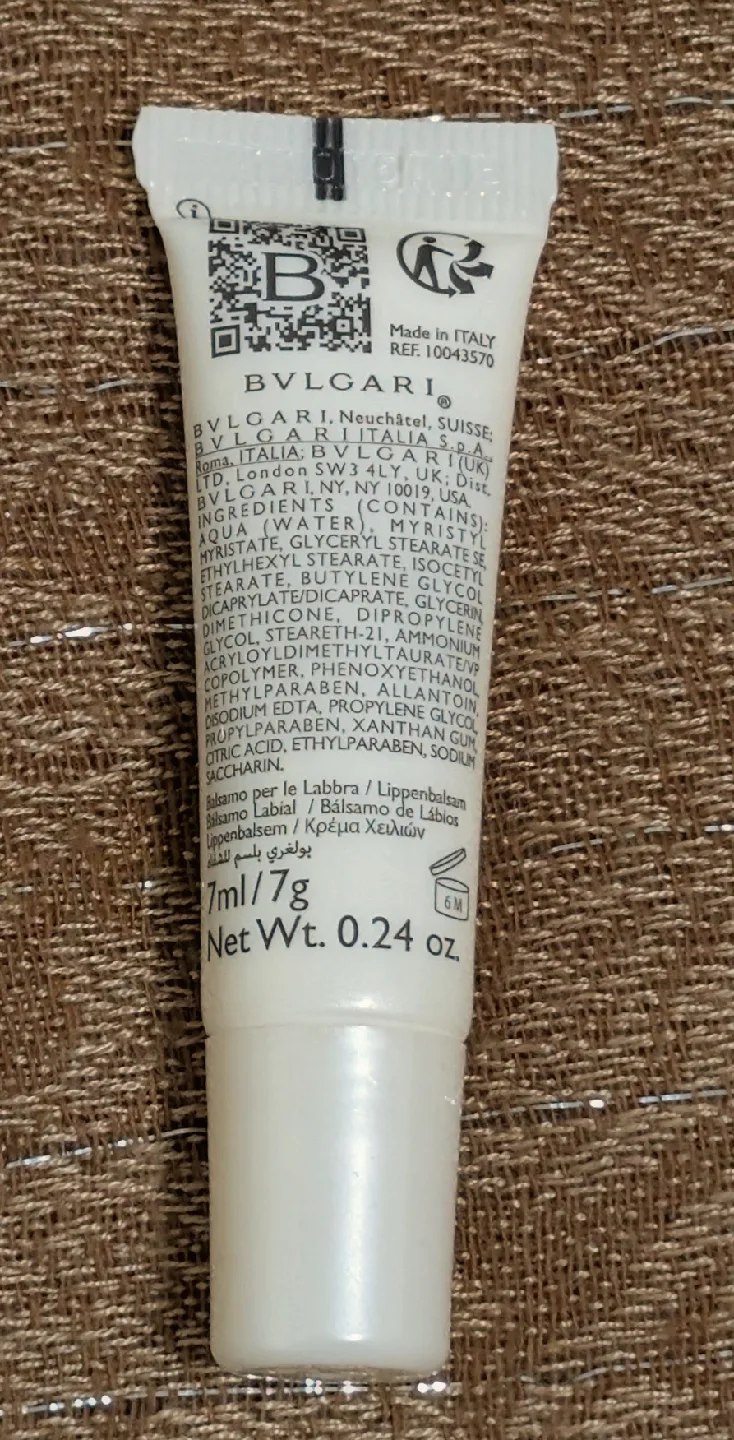 i
B
Made in ITALY
REF. 10043570
BVLGARI®
BVLGARI, Neuchâtel, SUISSE;
BVLGARI ITALIA S.p.A.,
Roma, ITALIA; BVLGARI (UK)
LTD, London SW3 4LY, UK; Dist.
BVLGARI, NY, NY 10019, USA.
INGREDIENTS (CONTAINS):
AQUA (WATER), MYRISTYL
MYRISTATE, GLYCERYL STEARATE SE,
ETHYLHEXYL STEARATE, ISOCETYL
STEARATE, BUTYLENE GLYCOL
DICAPRYLATE/DICAPRATE, GLYCERIN,
DIMETHICONE, DIPROPYLENE
GLYCOL, STEARETH-21, AMMONIUM
ACRYLOYLDIMETHYLTAURATE/VP
COPOLYMER, PHENOXYETHANOL,
METHYLPARABEN, ALLANTOIN,
DISODIUM EDTA, PROPYLENE GLYCOL,
PROPYLPARABEN, XANTHAN GUM,
CITRIC ACID, ETHYLPARABEN, SODIUM
SACCHARIN.
Balsamo per le Labbra / Lippenbalsam
Bálsamo Labial / Bálsamo de Lábios
Lippenbalsem / Κρέμα Χειλιών
بولغري بلسم للشفاه
6 M
7ml/7g
Net Wt. 0.24 oz.